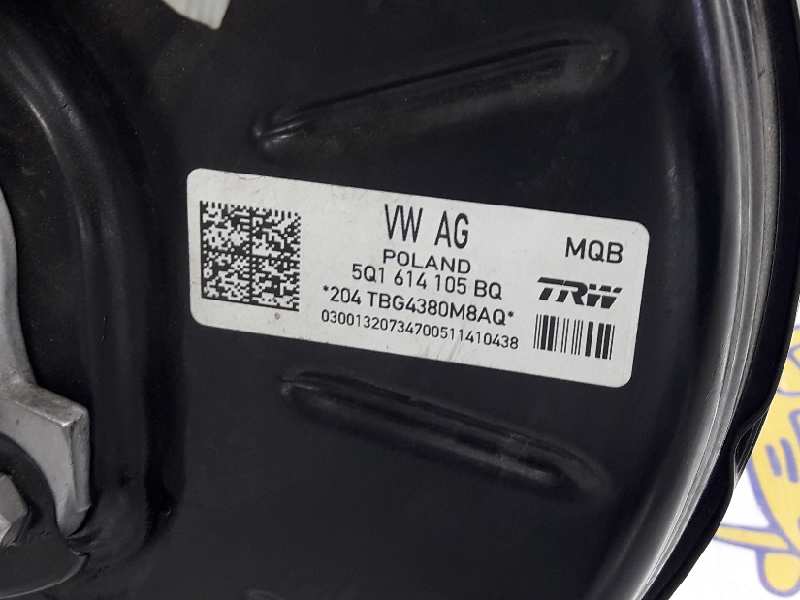 VW AG
MQB
POLAND
5Q1 614 105 BQ
TRW
*204 TBG4380M8AQ*
03001320734700511410438